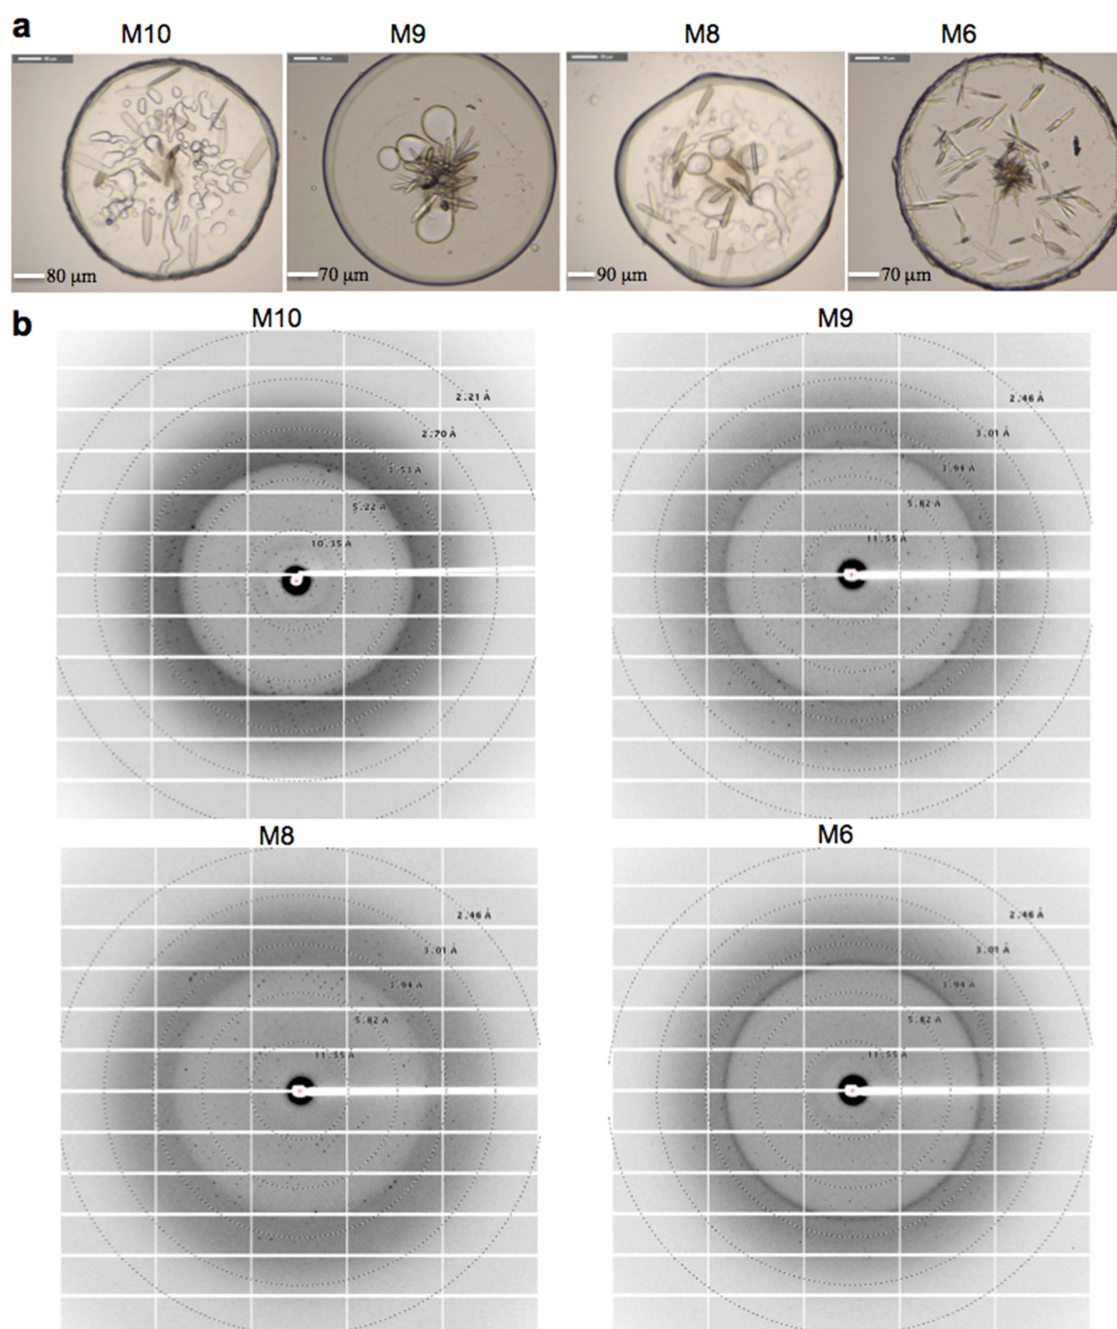 a
M10 M9 M8 M6
80 μm 70 μm 90 μm 70 μm
b
M10 M9
2.21 Å
2.70 Å
3.53 Å
5.22 Å
10.35 Å
2.46 Å
3.01 Å
3.94 Å
5.82 Å
11.55 Å
M8 M6
2.46 Å
3.01 Å
3.94 Å
5.82 Å
11.55 Å
2.46 Å
3.01 Å
3.94 Å
5.82 Å
11.55 Å